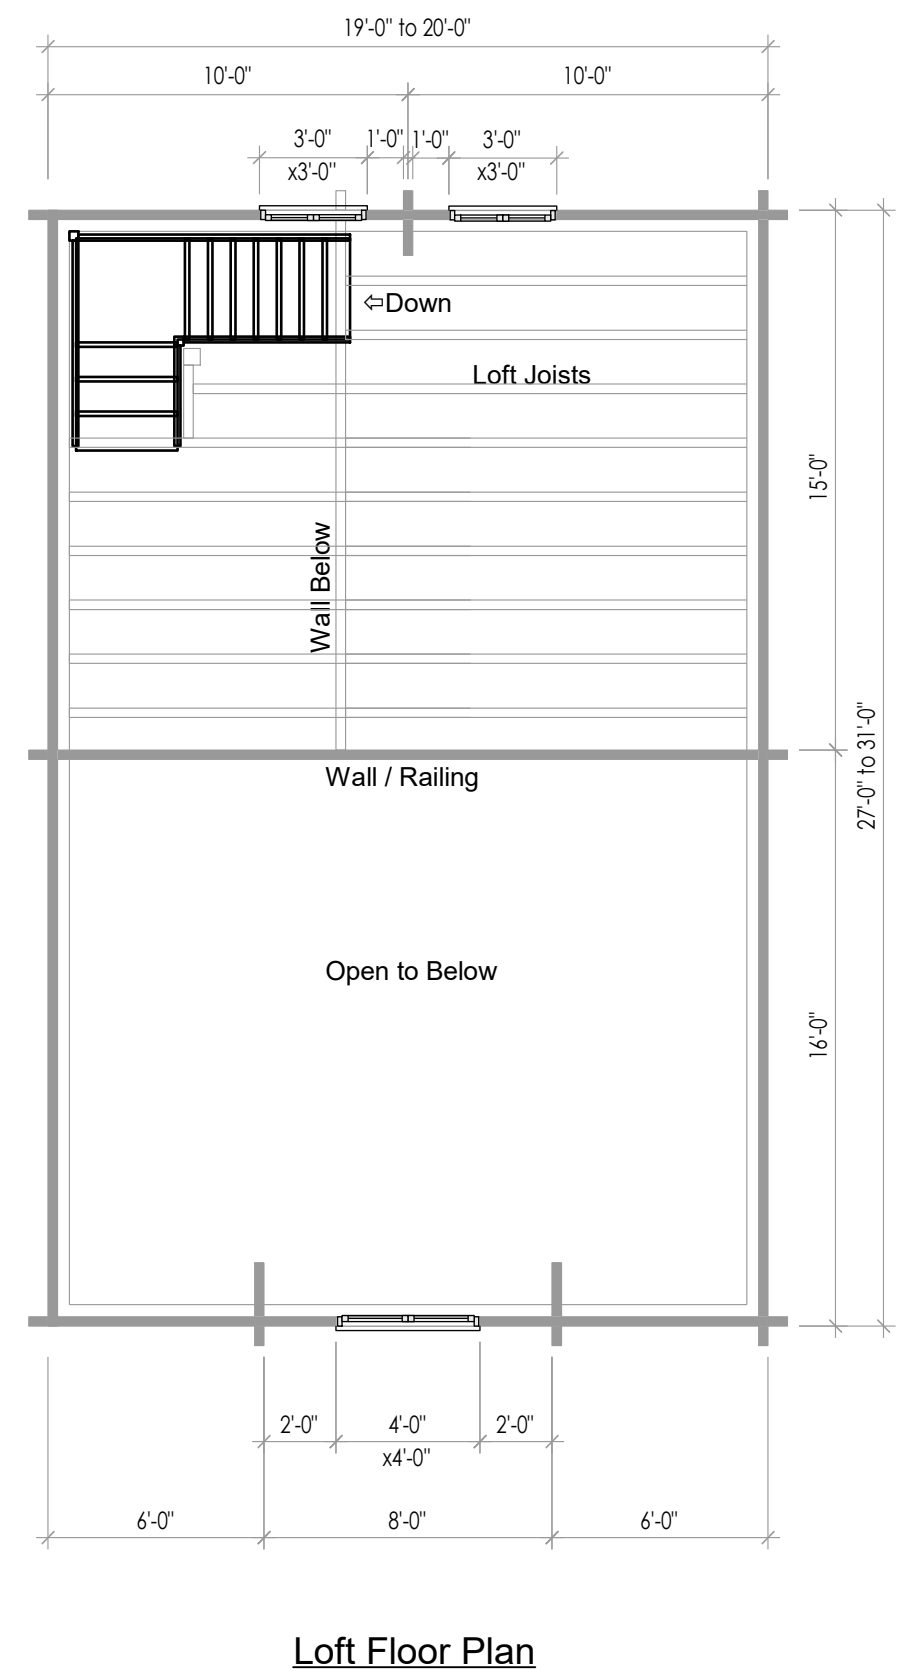 19'-0" to 20'-0"
10'-0" 10'-0"
3'-0" 1'-0" 1'-0" 3'-0"
x3'-0" x3'-0"
⇦Down
Loft Joists
15'-0"
Wall Below
27'-0" to 31'-0"
Wall / Railing
Open to Below
16'-0"
2'-0" 4'-0" 2'-0"
x4'-0"
6'-0" 8'-0" 6'-0"
Loft Floor Plan